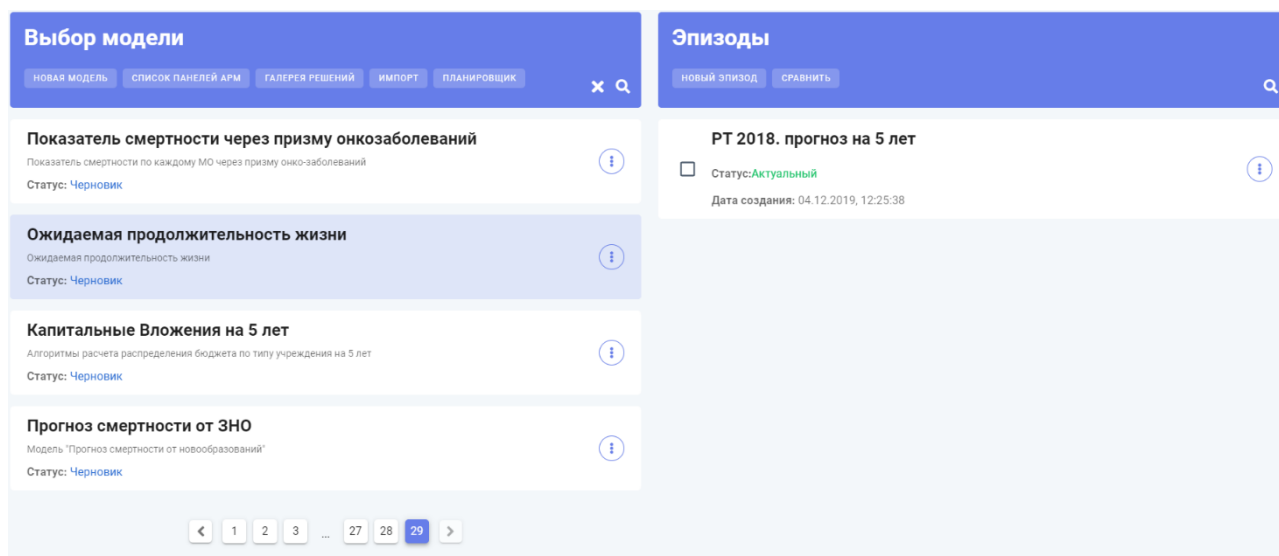 Выбор модели
НОВАЯ МОДЕЛЬ СПИСОК ПАНЕЛЕЙ АРМ ГАЛЕРЕЯ РЕШЕНИЙ ИМПОРТ ПЛАНИРОВЩИК
Показатель смертности через призму онкозаболеваний
Показатель смертности по каждому МО через призму онко-заболеваний
Статус: Черновик
Ожидаемая продолжительность жизни
Ожидаемая продолжительность жизни
Статус: Черновик
Капитальные Вложения на 5 лет
Алгоритмы расчета распределения бюджета по типу учреждения на 5 лет
Статус: Черновик
Прогноз смертности от ЗНО
Модель "Прогноз смертности от новообразований"
Статус: Черновик
1 2 3 ... 27 28 29
Эпизоды
НОВЫЙ ЭПИЗОД СРАВНИТЬ
РТ 2018. прогноз на 5 лет
Статус:Актуальный
Дата создания: 04.12.2019, 12:25:38